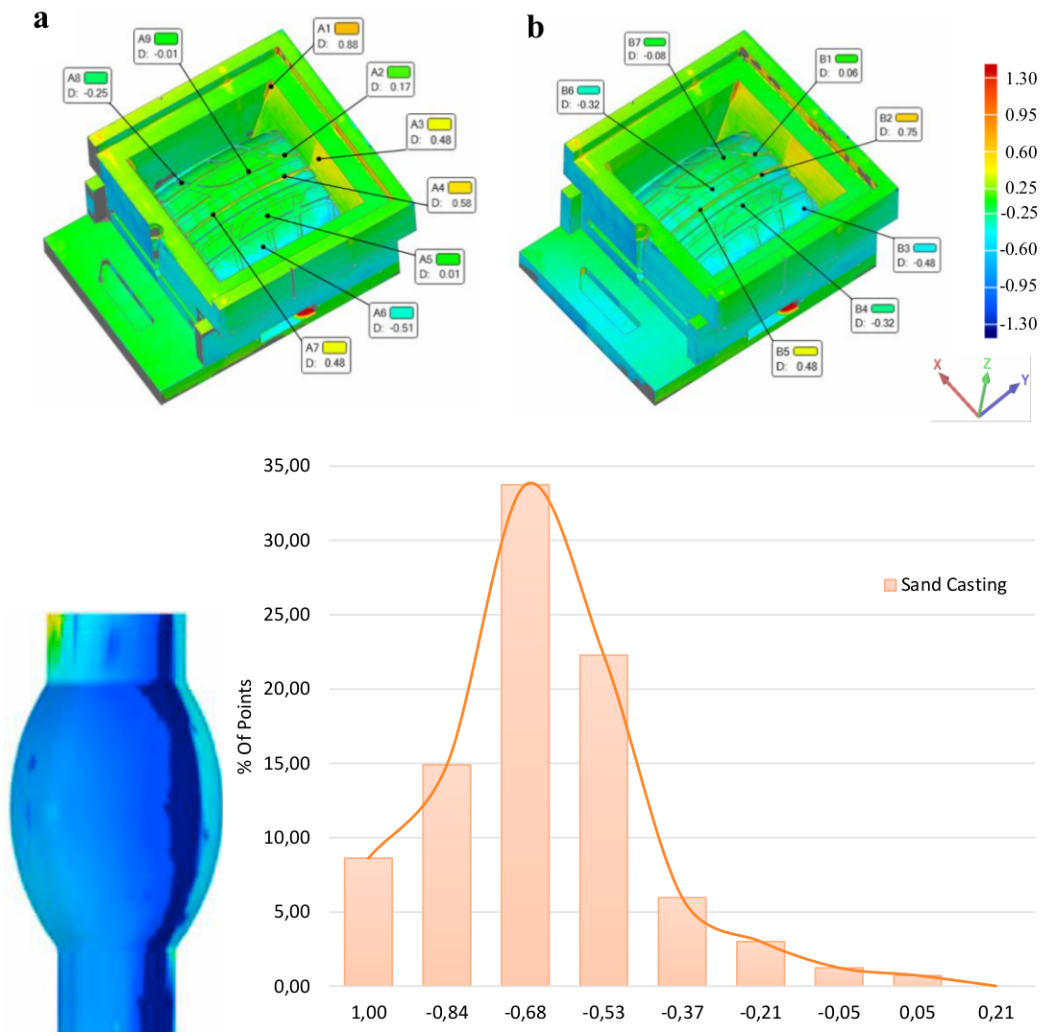 a
A1
D: 0.88
A2
D: 0.17
A3
D: 0.48
A4
D: 0.58
A5
D: 0.01
A6
D: -0.51
A7
D: 0.48
A8
D: -0.25
A9
D: -0.01
b
B1
D: 0.06
B2
D: 0.75
B3
D: -0.48
B4
D: -0.32
B5
D: 0.48
B6
D: -0.32
B7
D: -0.08
1.30
0.95
0.60
0.25
-0.25
-0.60
-0.95
-1.30
X
Z
Y
35,00
30,00
25,00
20,00
15,00
10,00
5,00
0,00
% Of Points
Sand Casting
1,00 -0,84 -0,68 -0,53 -0,37 -0,21 -0,05 0,05 0,21